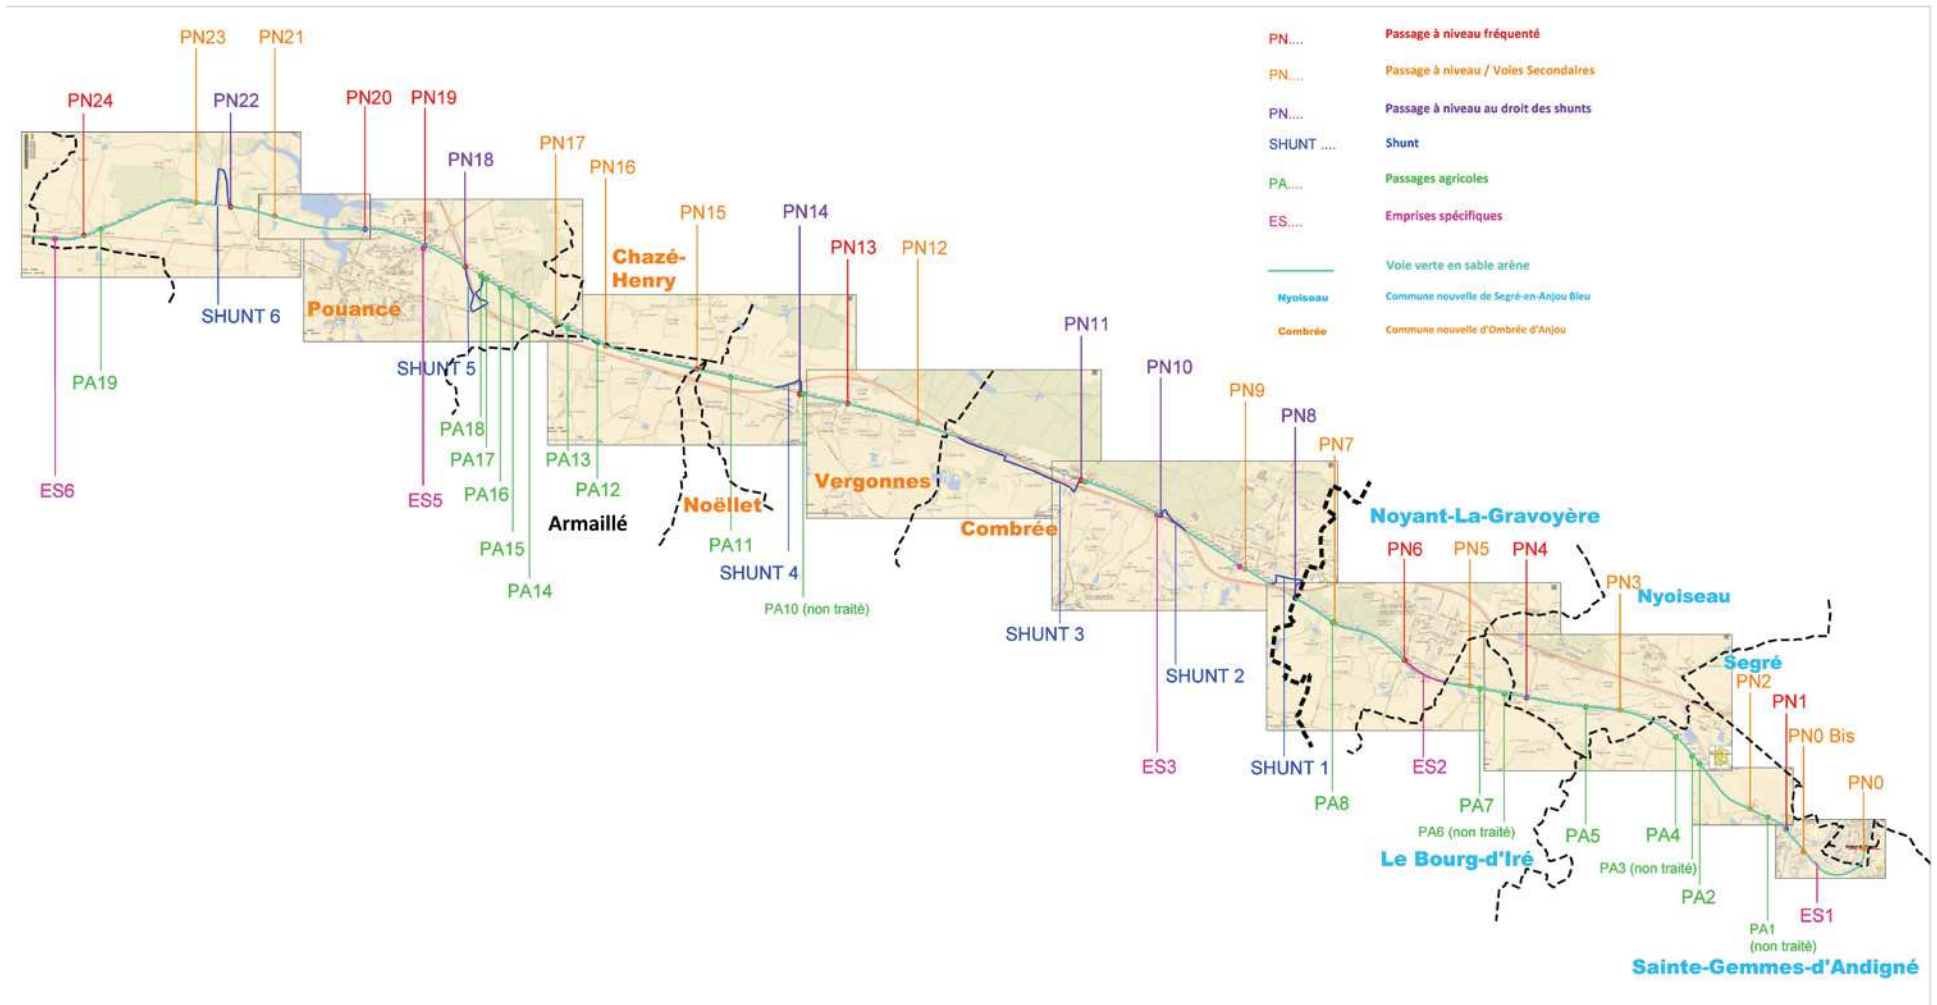 PN.... Passage à niveau fréquenté
PN.... Passage à niveau / Voies Secondaires
PN.... Passage à niveau au droit des shunts
SHUNT .... Shunt
PA.... Passages agricoles
ES.... Emprises spécifiques
Voie verte en sable arène
Nyoiseau Commune nouvelle de Segré-en-Anjou Bleu
Combrée Commune nouvelle d'Ombrée d'Anjou
PN23
PN21
PN24
PN22
PN20
PN19
PN18
PN17
PN16
PN15
PN14
PN13
PN12
PN11
PN10
PN9
PN8
PN7
PN6
PN5
PN4
PN3
PN2
PN1
PN0 Bis
PN0
Chazé-
Henry
Pouancé
SHUNT 6
SHUNT 5
PA19
PA18
PA17
PA16
PA15
PA14
PA13
PA12
ES6
ES5
Armaillé
Noëllet
PA11
SHUNT 4
PA10 (non traité)
Vergonnes
Combrée
SHUNT 3
SHUNT 2
ES3
SHUNT 1
Noyant-La-Gravoyère
Nyoiseau
Segré
ES2
PA8
PA7
PA6 (non traité)
Le Bourg-d'Iré
PA5
PA4
PA3 (non traité)
PA2
PA1
(non traité)
ES1
Sainte-Gemmes-d'Andigné